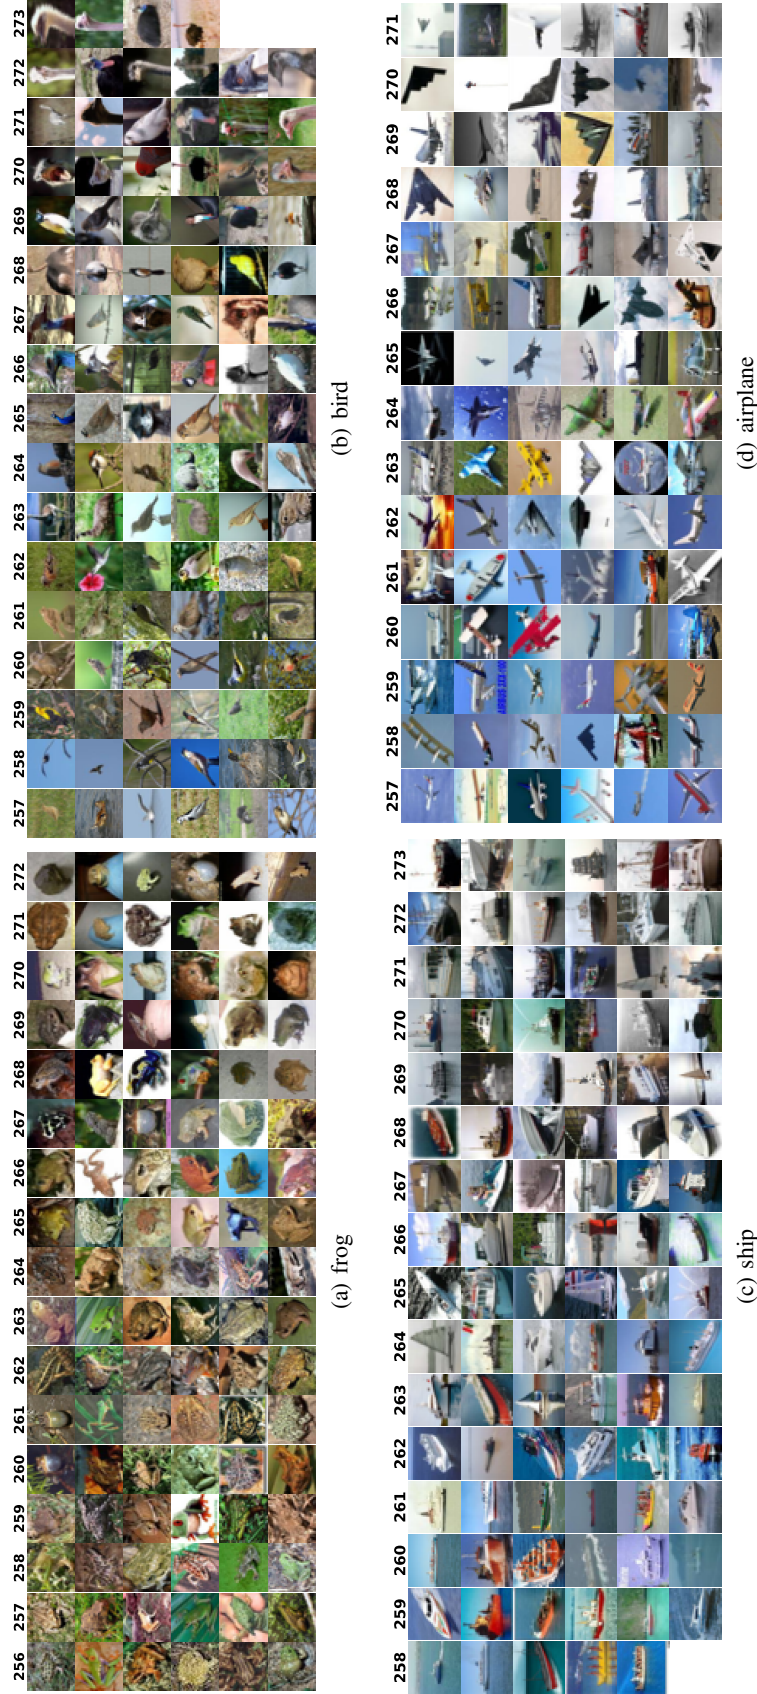 256 257 258 259 260 261 262 263 264 265 266 267 268 269 270 271 272
(a) frog
257 258 259 260 261 262 263 264 265 266 267 268 269 270 271 272 273
(b) bird
258 259 260 261 262 263 264 265 266 267 268 269 270 271 272 273
(c) ship
257 258 259 260 261 262 263 264 265 266 267 268 269 270 271
(d) airplane